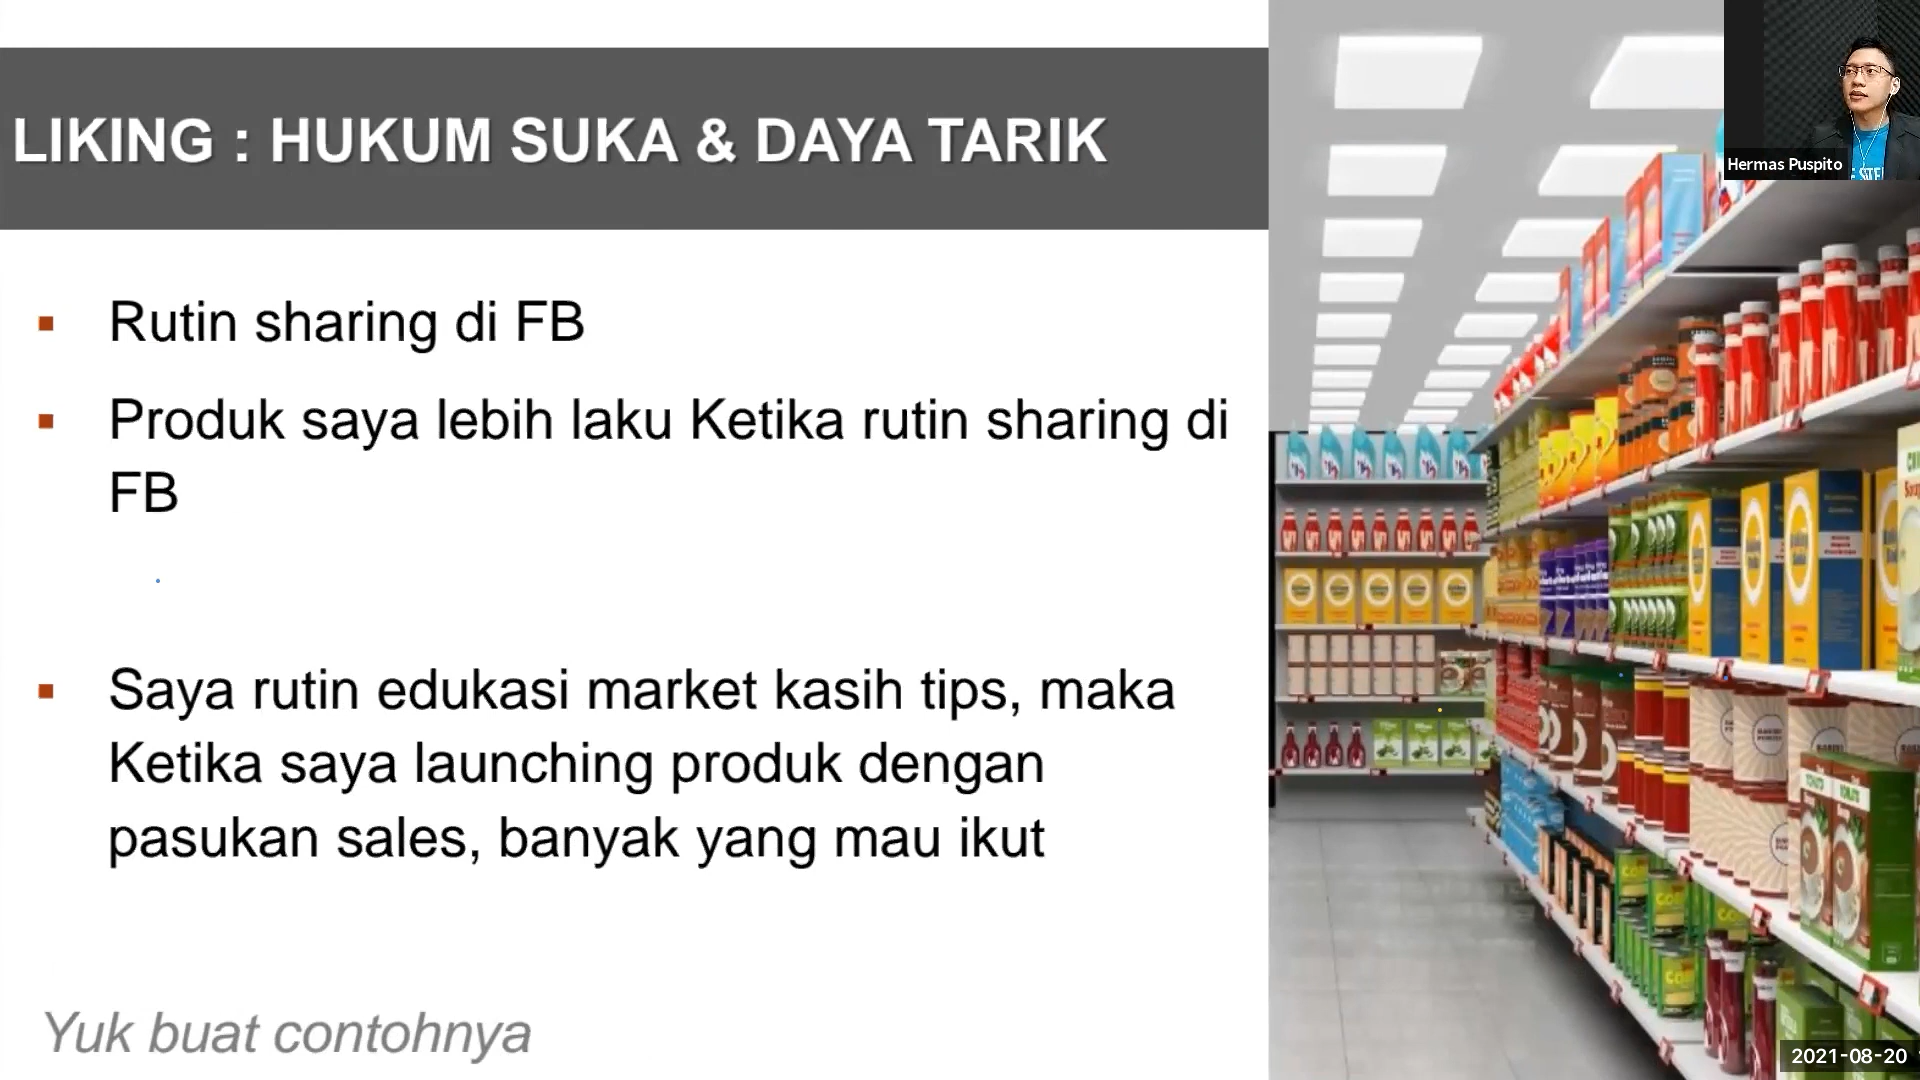 LIKING : HUKUM SUKA & DAYA TARIK
Hermas Puspito
Rutin sharing di FB
Produk saya lebih laku Ketika rutin sharing di
FB
Saya rutin edukasi market kasih tips, maka
Ketika saya launching produk dengan
pasukan sales, banyak yang mau ikut
Yuk buat contohnya
2021-08-20